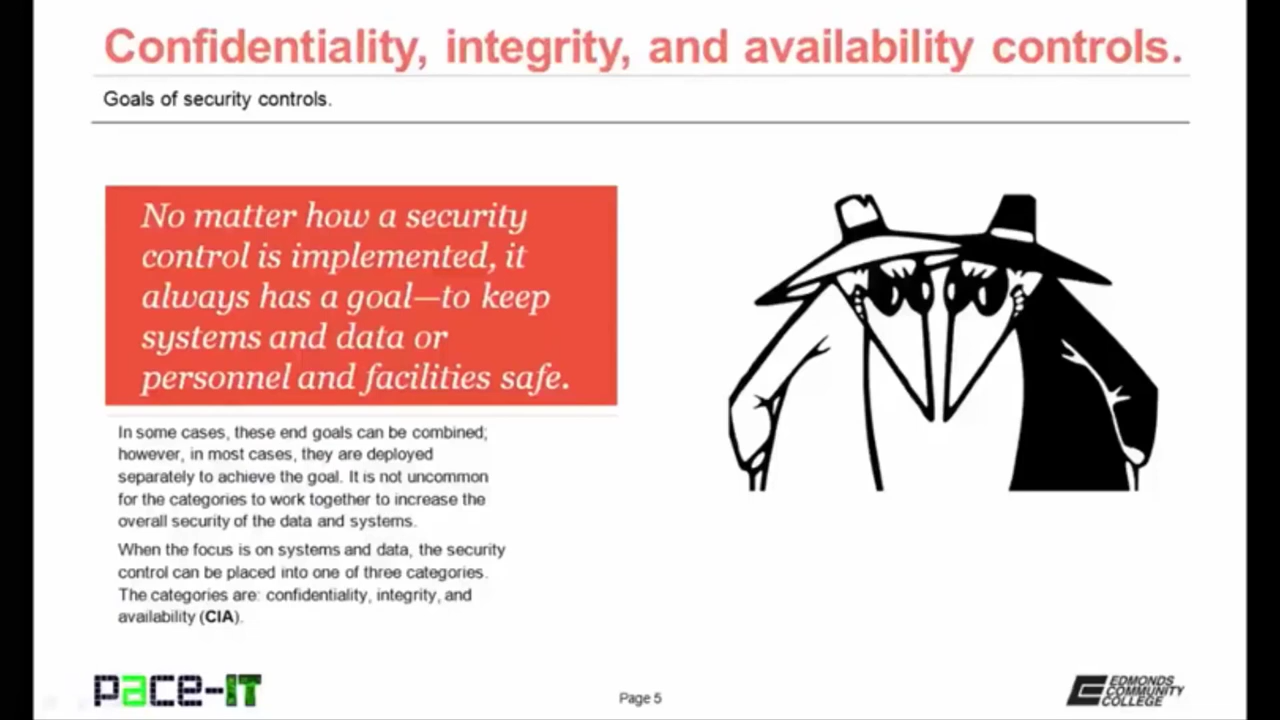 Confidentiality, integrity, and availability controls.
Goals of security controls.
No matter how a security
control is implemented, it
always has a goal—to keep
systems and data or
personnel and facilities safe.
In some cases, these end goals can be combined;
however, in most cases, they are deployed
separately to achieve the goal. It is not uncommon
for the categories to work together to increase the
overall security of the data and systems.
When the focus is on systems and data, the security
control can be placed into one of three categories.
The categories are: confidentiality, integrity, and
availability (CIA).
PACE-IT
Page 5
EDMONDS
COMMUNITY
COLLEGE